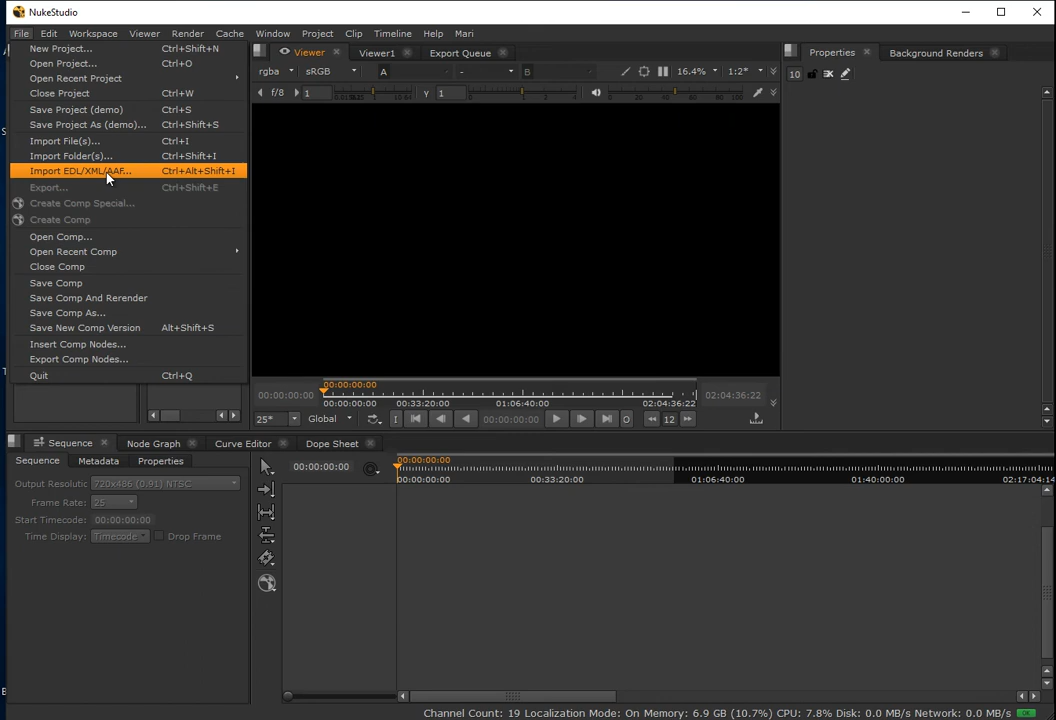 NukeStudio
File Edit Workspace Viewer Render Cache Window Project Clip Timeline Help Mari
New Project... Ctrl+Shift+N
Open Project... Ctrl+O
Open Recent Project
Close Project Ctrl+W
Save Project (demo) Ctrl+S
Save Project As (demo)... Ctrl+Shift+S
Import File(s)... Ctrl+I
Import Folder(s)... Ctrl+Shift+I
Import EDL/XML/AAF... Ctrl+Alt+Shift+I
Export... Ctrl+Shift+E
Create Comp Special...
Create Comp
Open Comp...
Open Recent Comp
Close Comp
Save Comp
Save Comp And Rerender
Save Comp As...
Save New Comp Version Alt+Shift+S
Insert Comp Nodes...
Export Comp Nodes...
Quit Ctrl+Q
Viewer Viewer1 Export Queue
rgba sRGB A - B 16.4% 1:2*
f/8 1 γ 1
Properties Background Renders
10
00:00:00:00
00:00:00:00 00:00:00:00 00:33:20:00 01:06:40:00 02:04:36:22 02:04:36:22
25* Global I 00:00:00:00 O 12
Sequence Node Graph Curve Editor Dope Sheet
Sequence Metadata Properties
Output Resolutic 720x486 (0.91) NTSC
Frame Rate: 25
Start Timecode: 00:00:00:00
Time Display: Timecode Drop Frame
00:00:00:00
00:00:00:00
00:00:00:00 00:33:20:00 01:06:40:00 01:40:00:00 02:17:04:14
Channel Count: 19 Localization Mode: On Memory: 6.9 GB (10.7%) CPU: 7.8% Disk: 0.0 MB/s Network: 0.0 MB/s OK